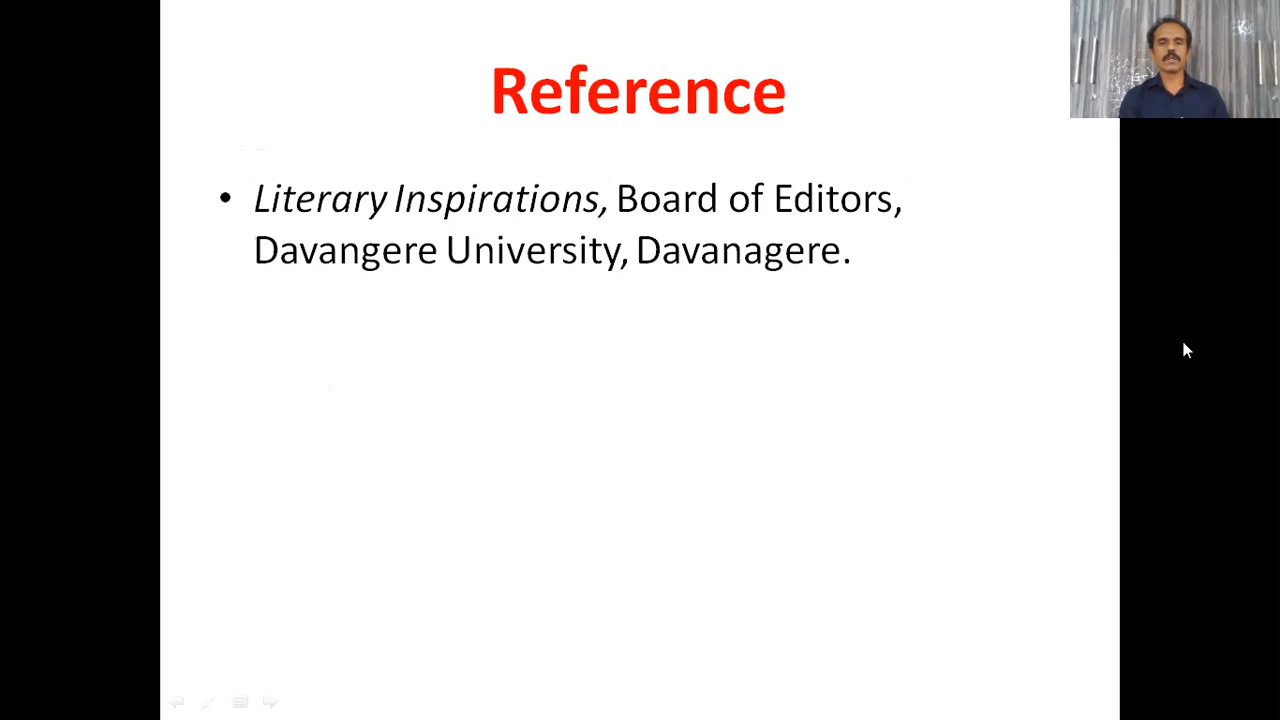 Reference
• Literary Inspirations, Board of Editors,
Davangere University, Davanagere.